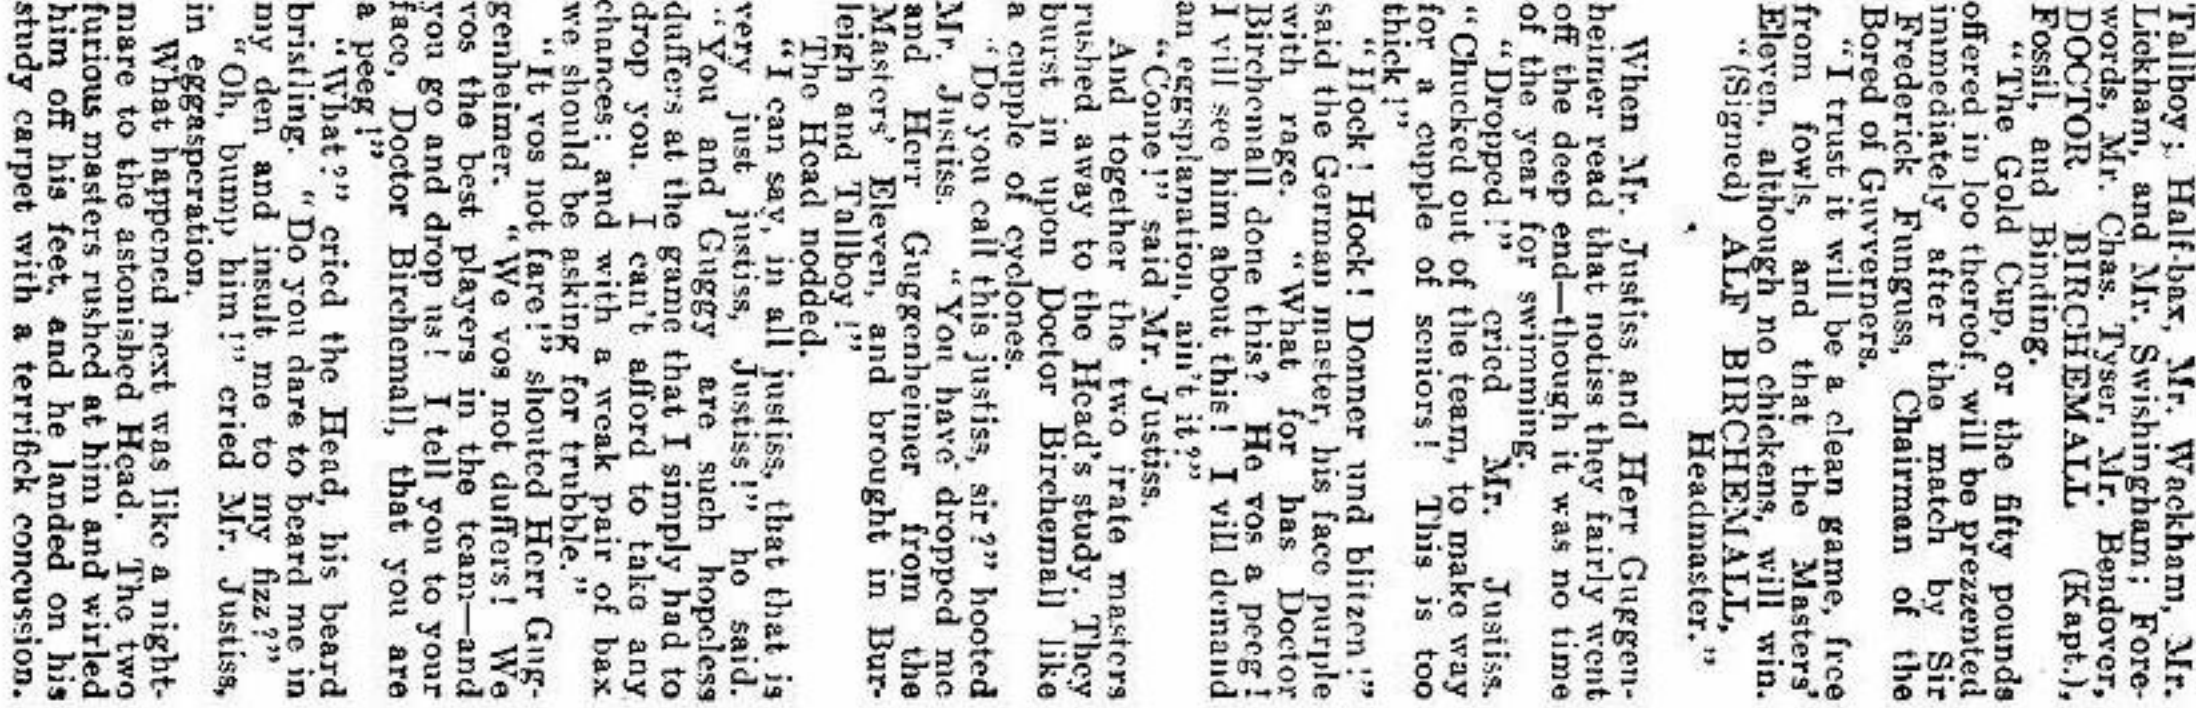 Tallboy; Half-bax, Mr. Wackham, Mr.
Lickham, and Mr. Swishingham; Fore-
words, Mr. Chas. Tyser, Mr. Bendover,
DOCTOR BIRCHEMALL (Kapt.),
Fossil, and Binding.
"The Gold Cup, or the fifty pounds
offered in loo thereof, will be prezzented
immediately after the match by Sir
Frederick Funguss, Chairman of the
Bored of Guvverners.
"I trust it will be a clean game, free
from fowls, and that the Masters'
Eleven, although no chickens, will win.
"(Signed) ALF BIRCHEMALL,
Headmaster."
When Mr. Justiss and Herr Guggen-
heimer read that notiss they fairly went
off the deep end—though it was no time
of the year for swimming.
"Dropped!" cried Mr. Justiss.
"Chucked out of the team, to make way
for a cupple of seniors! This is too
thick!"
"Hock! Hock! Donner und blitzen!"
said the German master, his face purple
with rage. "What for has Doctor
Birchemall done this? He vos a peeg!
I vill see him about this! I vill demand
an eggsplanation, ain't it?"
"Come!" said Mr. Justiss.
And together the two irate masters
rushed away to the Head's study. They
burst in upon Doctor Birchemall like
a cupple of cyclones.
"Do you call this justiss, sir?" hooted
Mr. Justiss. "You have dropped me
and Herr Guggenheimer from the
Masters' Eleven, and brought in Bur-
leigh and Tallboy!"
The Head nodded.
"I can say, in all justiss, that that is
very just justiss, Justiss!" he said.
"You and Guggy are such hopeless
duffers at the game that I simply had to
drop you. I can't afford to take any
chances; and with a weak pair of bax
we should be asking for trubble."
"It vos not fare!" shouted Herr Gug-
genheimer. "We vos not duffers! We
vos the best players in the team—and
you go and drop us! I tell you to your
face, Doctor Birchemall, that you are
a peeg!"
"What?" cried the Head, his beard
bristling. "Do you dare to beard me in
my den and insult me to my fizz?"
"Oh, bump him!" cried Mr. Justiss,
in eggasperation.
What happened next was like a night-
mare to the astonished Head. The two
furious masters rushed at him and wirled
him off his feet, and he landed on his
study carpet with a terrifick concussion.